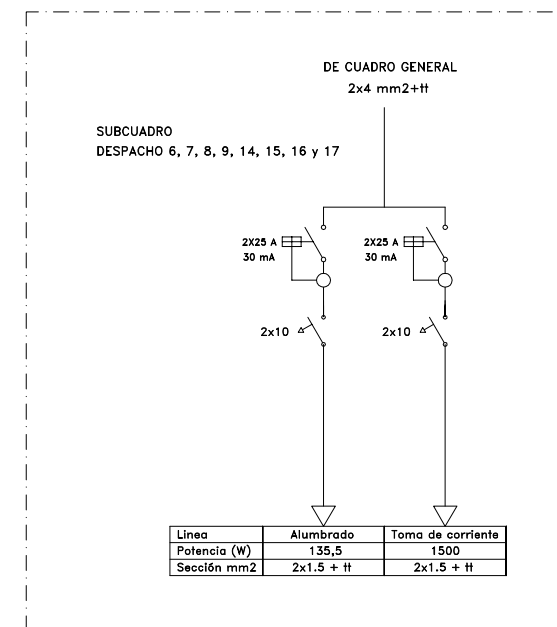 DE CUADRO GENERAL
2x4 mm2+tt
SUBCUADRO
DESPACHO 6, 7, 8, 9, 14, 15, 16 y 17
2X25 A
30 mA
2X25 A
30 mA
2x10
2x10
Linea Alumbrado Toma de corriente
Potencia (W) 135,5 1500
Sección mm2 2x1.5 + tt 2x1.5 + tt